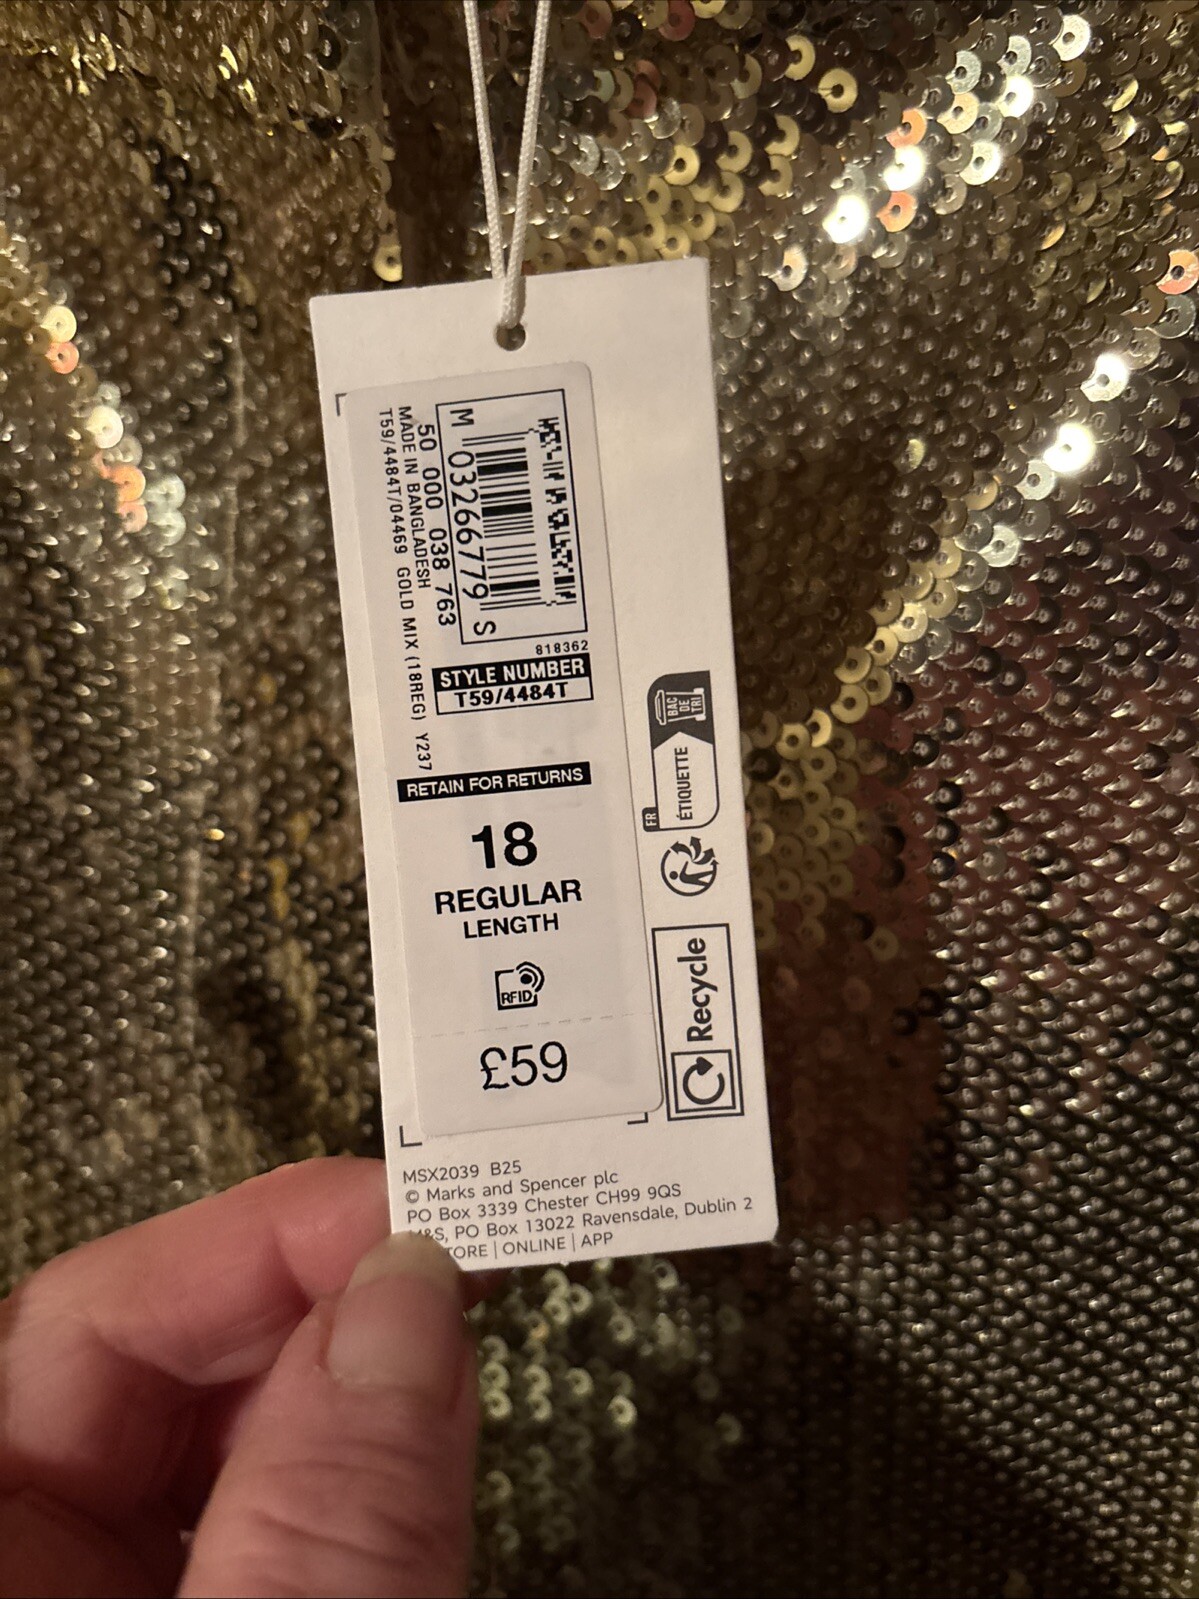 M 03266779 S
50 000 038 763
MADE IN BANGLADESH
T59/4484T/04469 GOLD MIX (18REG) Y237
818362
STYLE NUMBER
T59/4484T
RETAIN FOR RETURNS
18
REGULAR
LENGTH
RFID
£59
BAC
DE
TRI
ÉTIQUETTE
FR
Recycle
MSX2039 B25
© Marks and Spencer plc
PO Box 3339 Chester CH99 9QS
M&S, PO Box 13022 Ravensdale, Dublin 2
TORE | ONLINE | APP